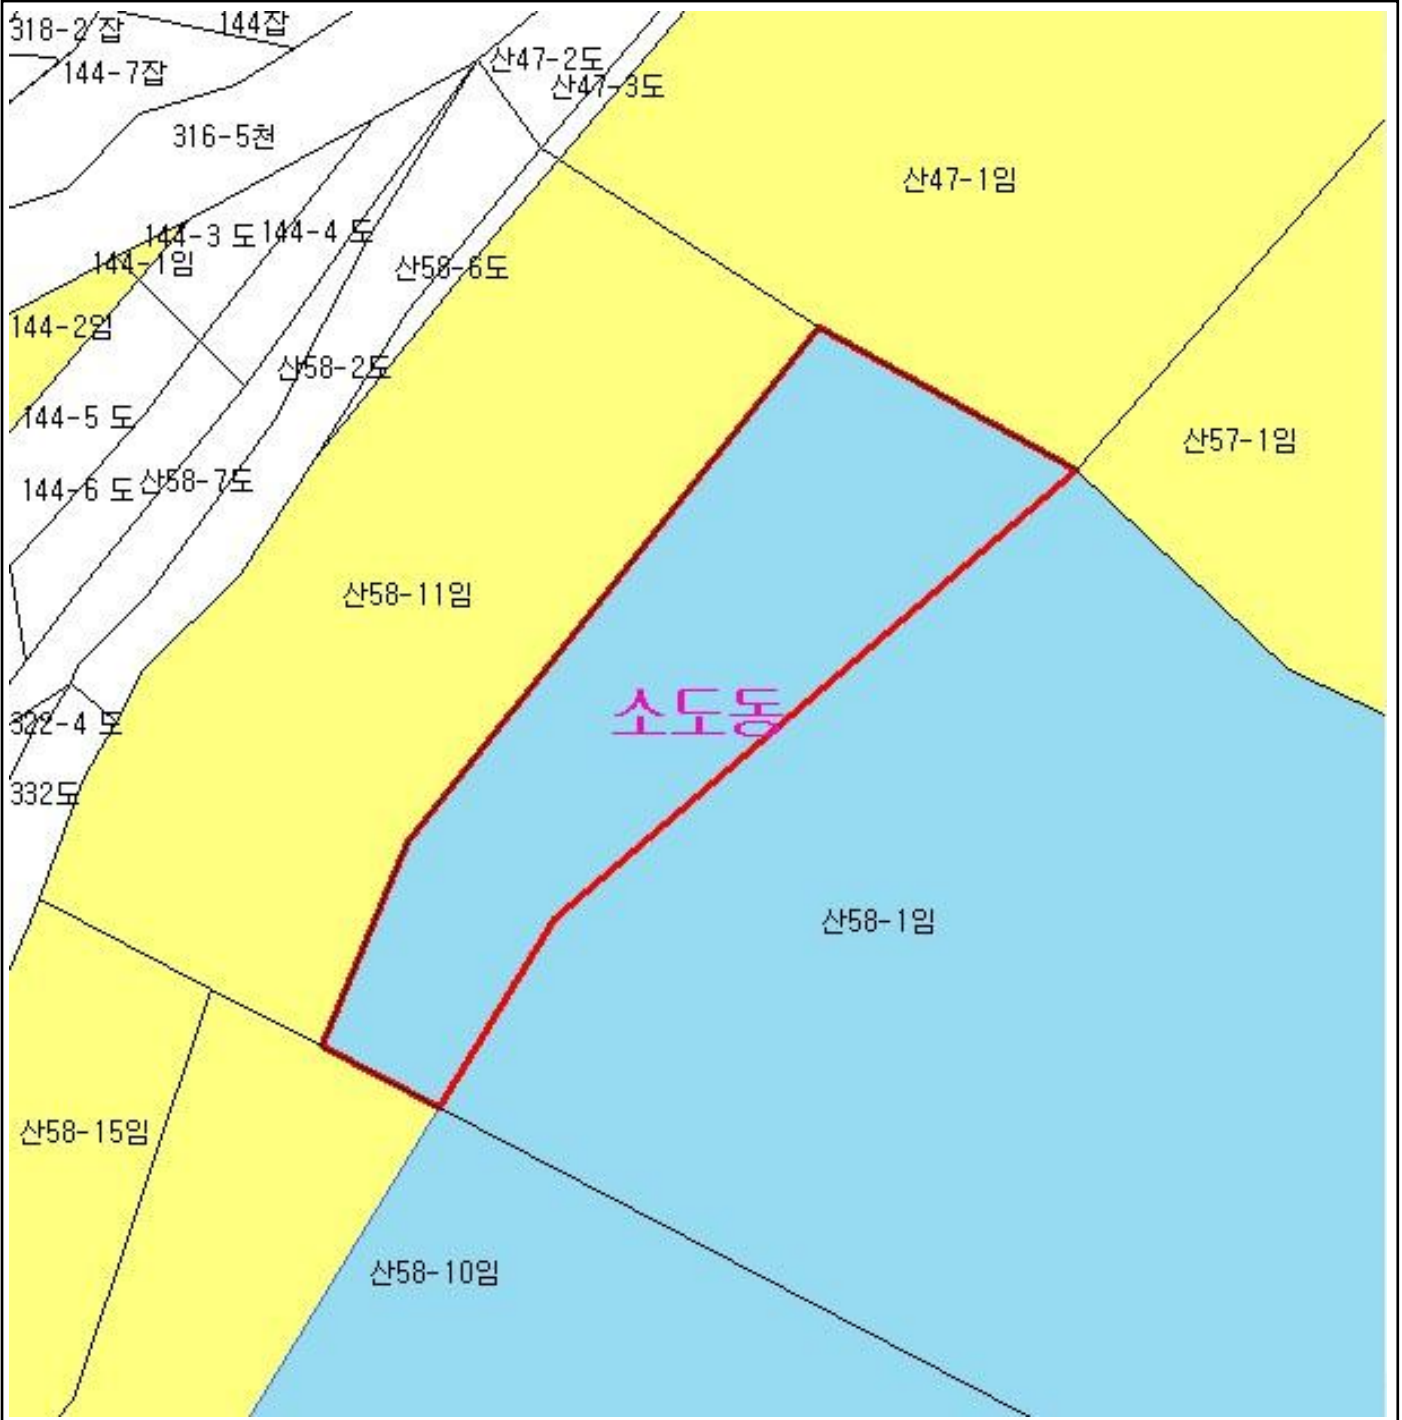 318-2 잡
144잡
144-7잡
산47-2도
산47-3도
316-5천
산47-1임
144-3 도
144-4 도
144-1임
산58-6도
144-2임
산58-2도
144-5 도
산57-1임
144-6 도
산58-7도
산58-11임
소도동
322-4 도
332도
산58-1임
산58-15임
산58-10임